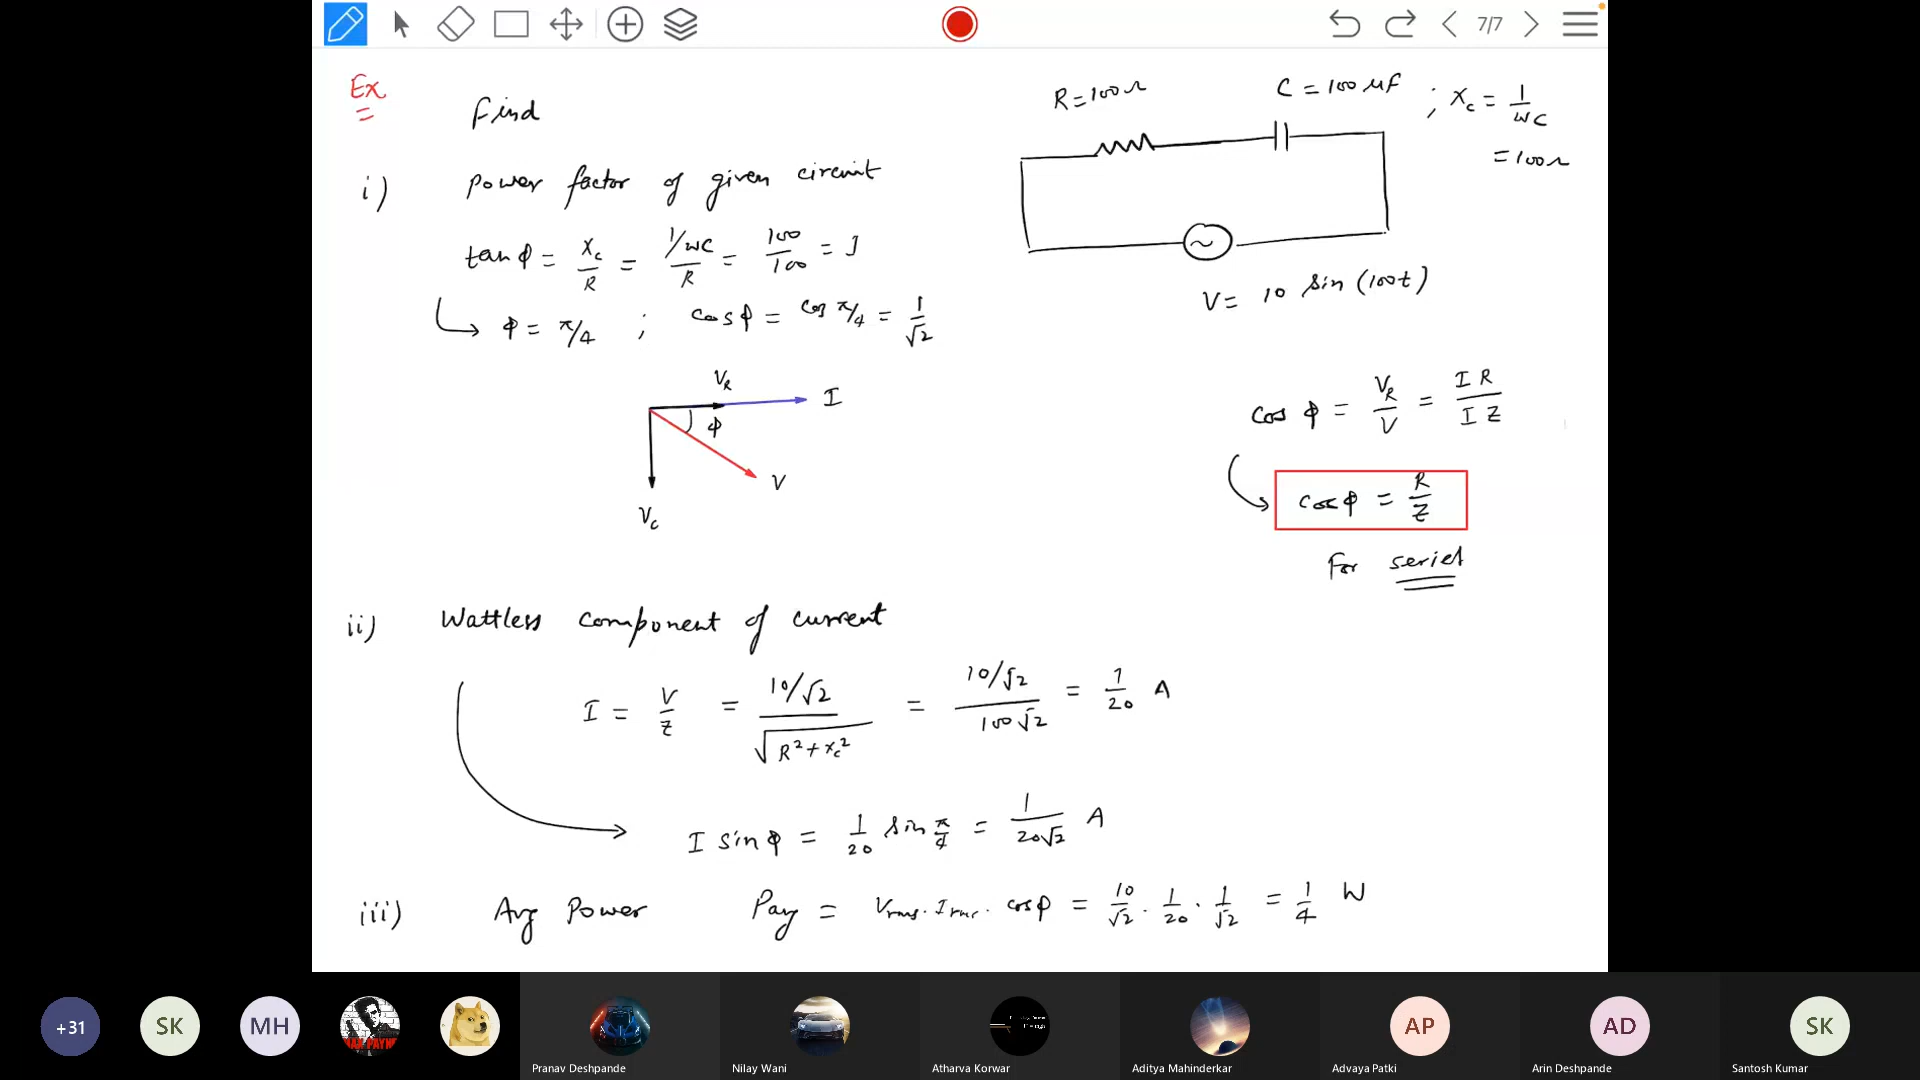 7/7
Ex
Find
R=100Ω
C = 100 μF ; Xc = 1/ωC
= 100Ω
i) Power factor of given circuit
tan φ = Xc/R = (1/ωC)/R = 100/100 = 1
V = 10 sin (100t)
↳ φ = π/4 ; cos φ = cos π/4 = 1/√2
VR
I
φ
V
Vc
cos φ = VR/V = IR/IZ
cos φ = R/Z
For series
ii) Wattless component of current
I = V/Z = (10/√2)/√(R²+Xc²) = (10/√2)/(100√2) = 1/20 A
I sin φ = 1/20 sin π/4 = 1/(20√2) A
iii) Avg Power Pavg = Vrms. Irms. cosφ = 10/√2 . 1/20 . 1/√2 = 1/4 W
+31
SK
MH
MAX PAYNE
AP
AD
SK
Pranav Deshpande
Nilay Wani
Atharva Korwar
Aditya Mahinderkar
Advaya Patki
Arin Deshpande
Santosh Kumar